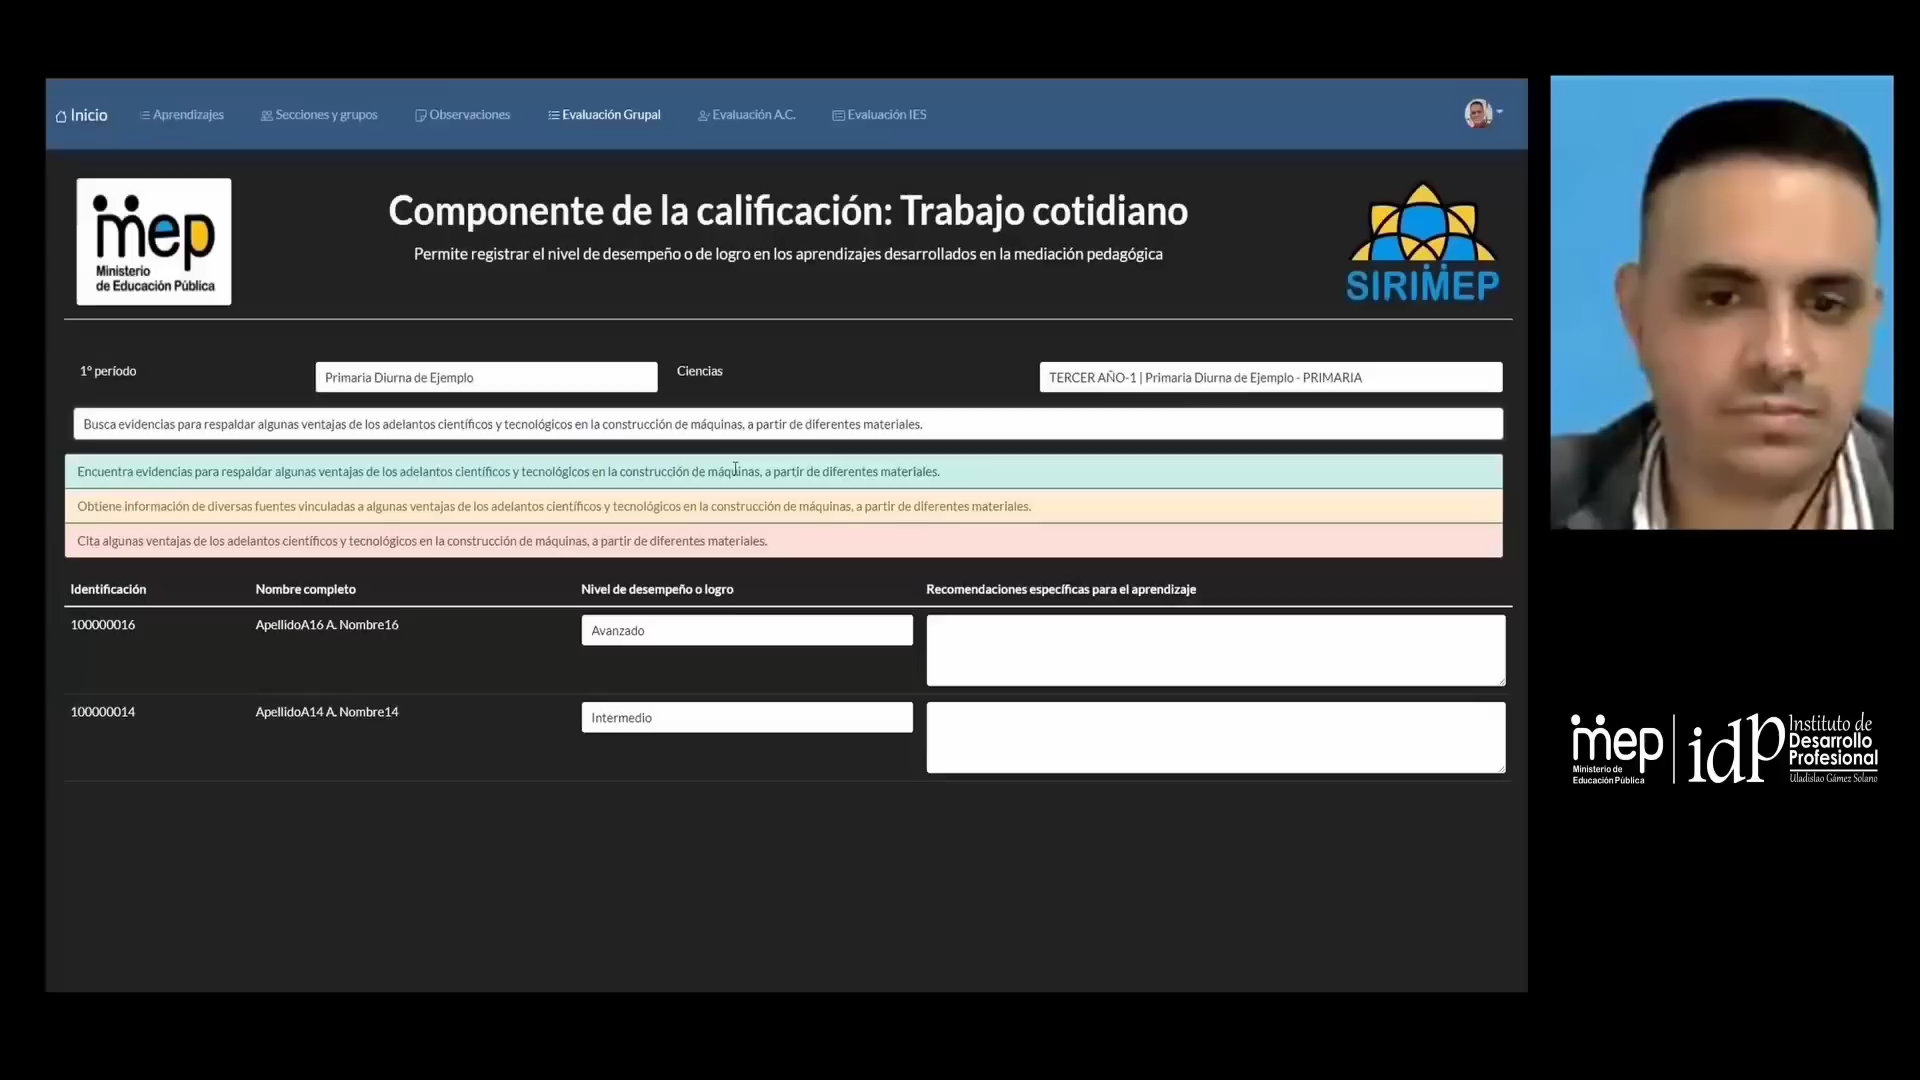 Inicio Aprendizajes Secciones y grupos Observaciones Evaluación Grupal Evaluación A.C. Evaluación IES
mep
Ministerio
de Educación Pública
Componente de la calificación: Trabajo cotidiano
Permite registrar el nivel de desempeño o de logro en los aprendizajes desarrollados en la mediación pedagógica
SIRIMEP
1° período Primaria Diurna de Ejemplo Ciencias TERCER AÑO-1 | Primaria Diurna de Ejemplo - PRIMARIA
Busca evidencias para respaldar algunas ventajas de los adelantos científicos y tecnológicos en la construcción de máquinas, a partir de diferentes materiales.
Encuentra evidencias para respaldar algunas ventajas de los adelantos científicos y tecnológicos en la construcción de máquinas, a partir de diferentes materiales.
Obtiene información de diversas fuentes vinculadas a algunas ventajas de los adelantos científicos y tecnológicos en la construcción de máquinas, a partir de diferentes materiales.
Cita algunas ventajas de los adelantos científicos y tecnológicos en la construcción de máquinas, a partir de diferentes materiales.
Identificación Nombre completo Nivel de desempeño o logro Recomendaciones específicas para el aprendizaje
100000016 ApellidoA16 A. Nombre16 Avanzado
100000014 ApellidoA14 A. Nombre14 Intermedio
mep
Ministerio de
Educación Pública
idp
Instituto de
Desarrollo
Profesional
Uladislao Gámez Solano